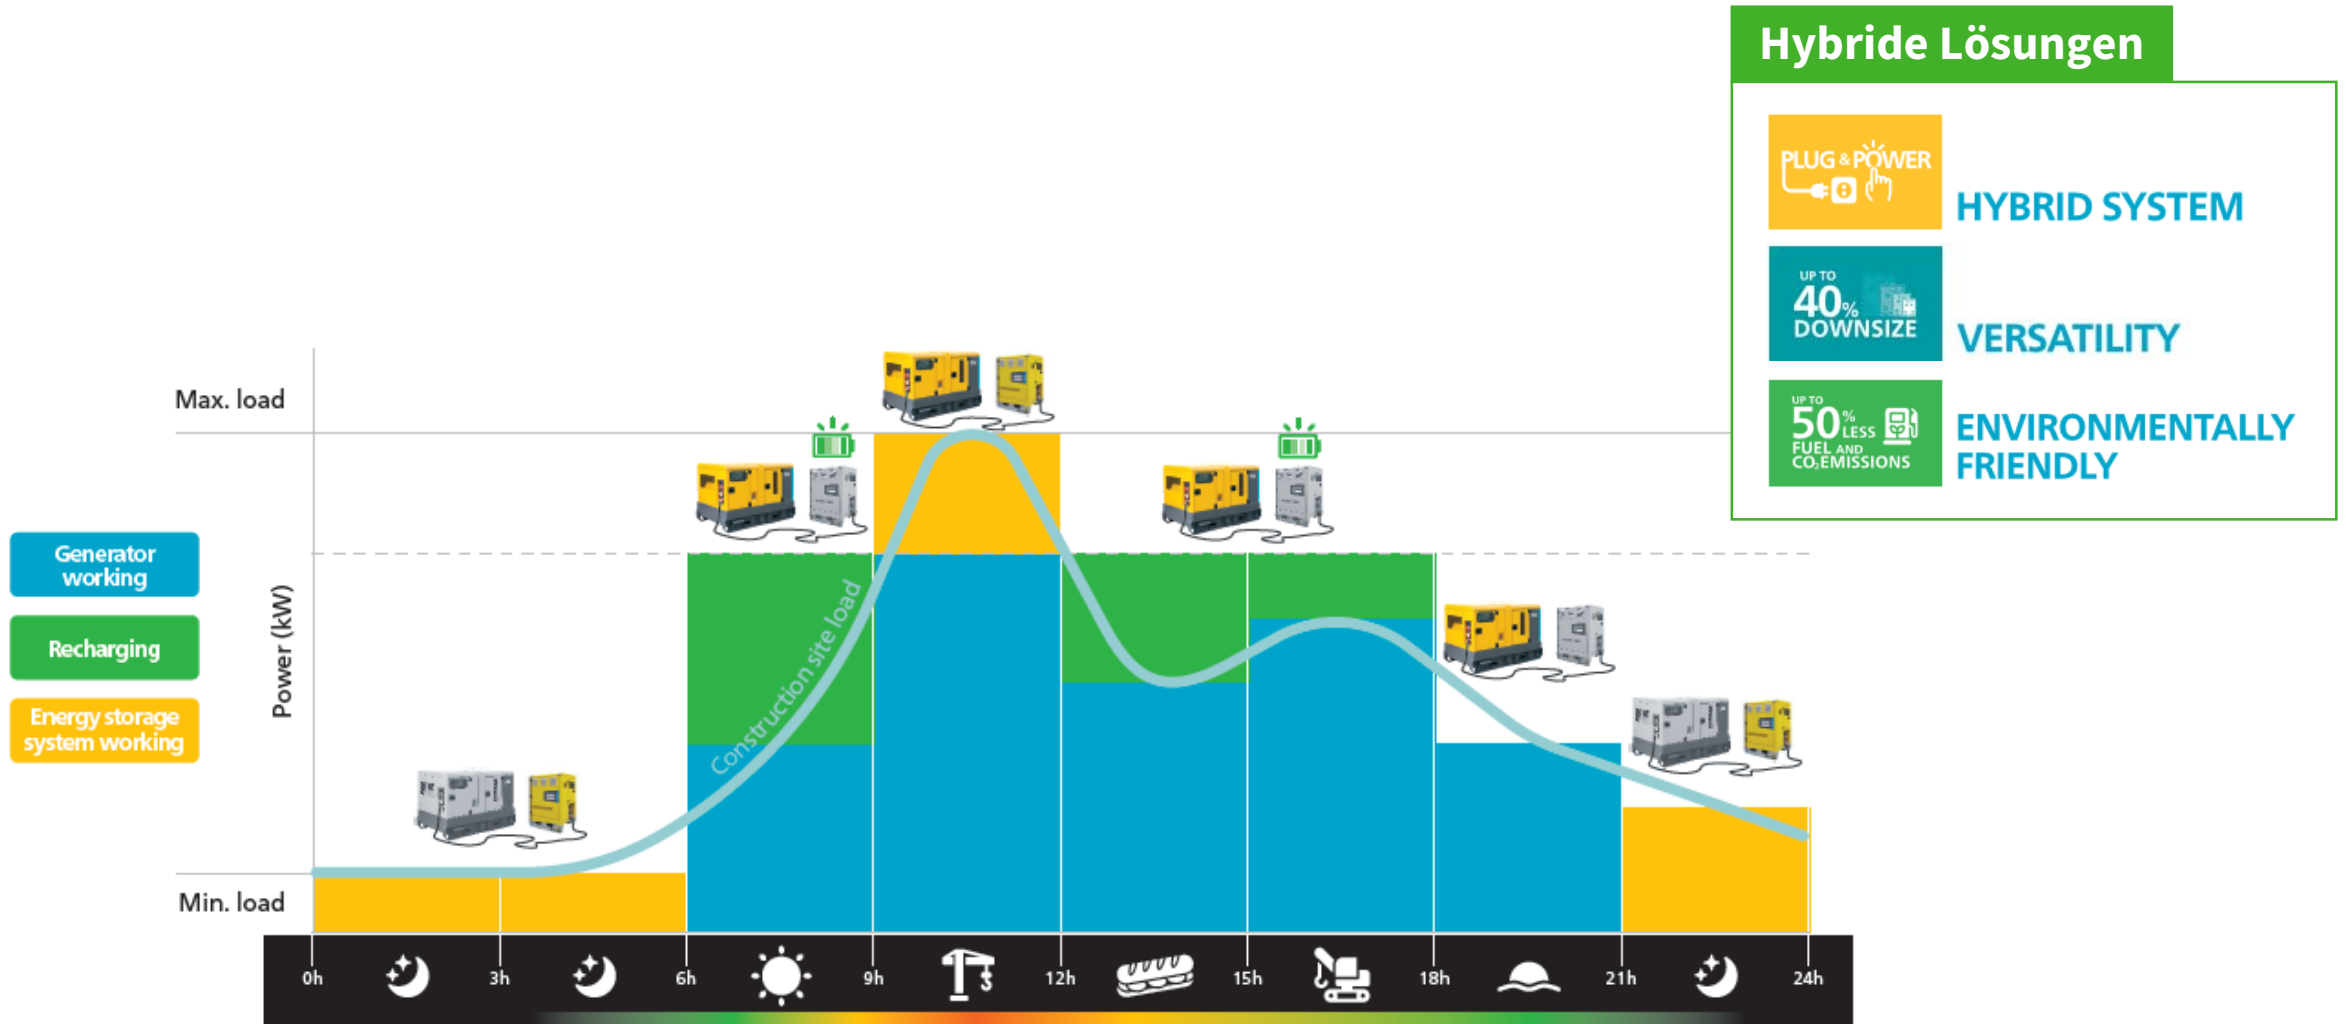 Hybride Lösungen
PLUG & POWER
HYBRID SYSTEM
UP TO
40%
DOWNSIZE
VERSATILITY
UP TO
50% LESS
FUEL AND
CO₂EMISSIONS
ENVIRONMENTALLY
FRIENDLY
Max. load
Generator
working
Recharging
Energy storage
system working
Power (kW)
Construction site load
Min. load
0h 3h 6h 9h 12h 15h 18h 21h 24h